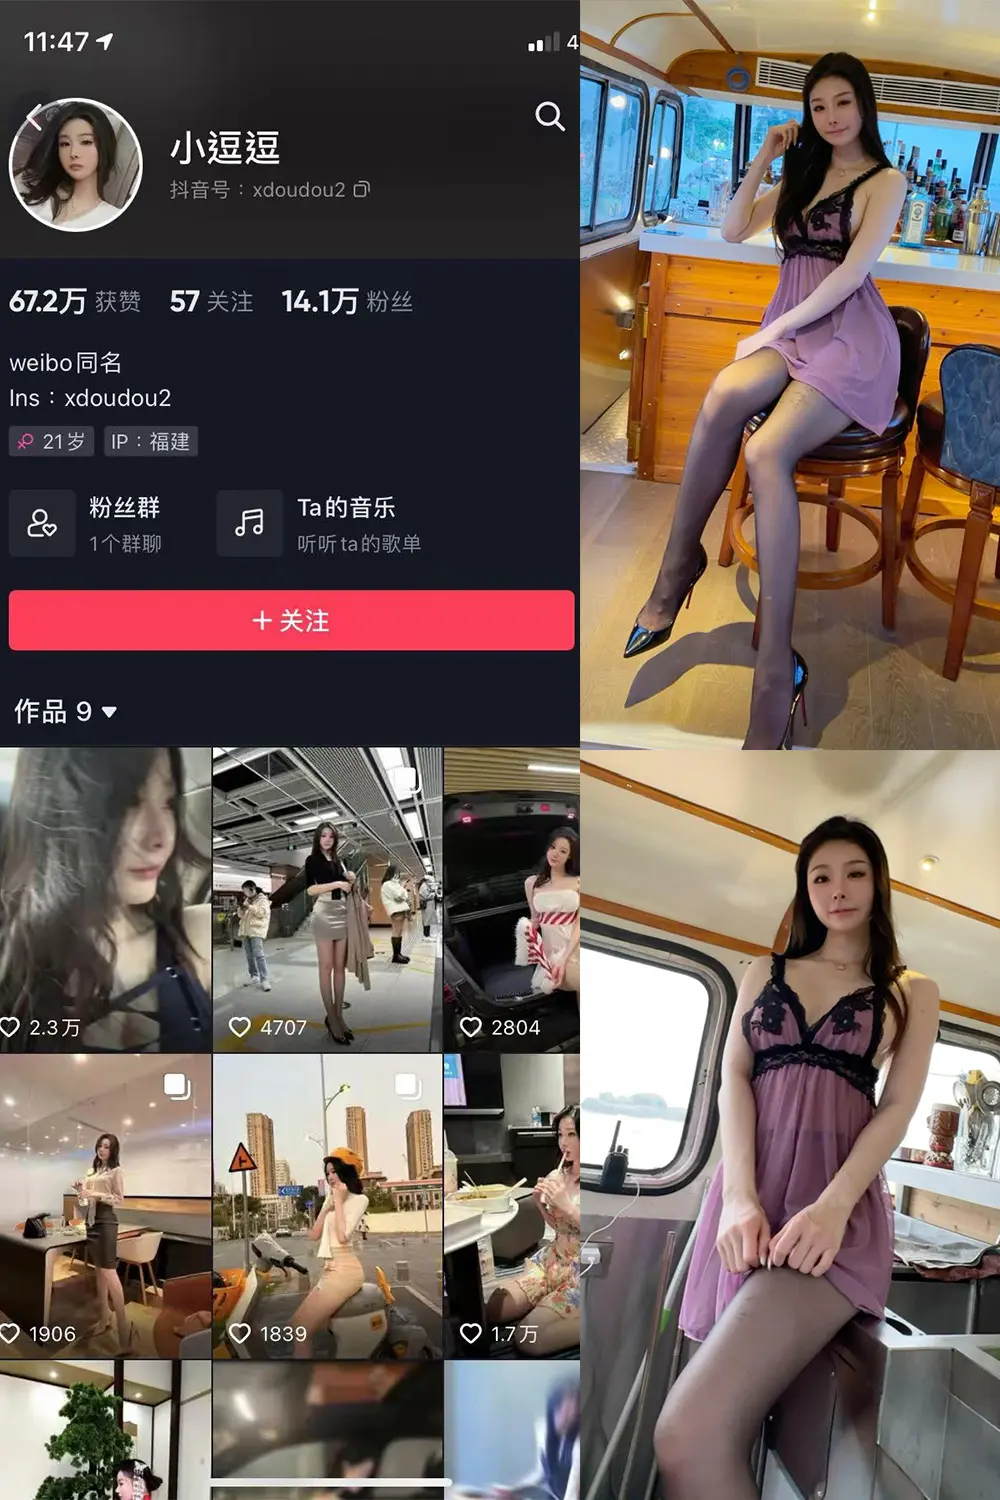 11:47
4
小逗逗
抖音号：xdoudou2
67.2万 获赞 57 关注 14.1万 粉丝
weibo同名
Ins：xdoudou2
21岁 IP：福建
粉丝群
1个群聊
Ta的音乐
听听ta的歌单
+ 关注
作品 9
2.3万 4707 2804
1906 1839 1.7万